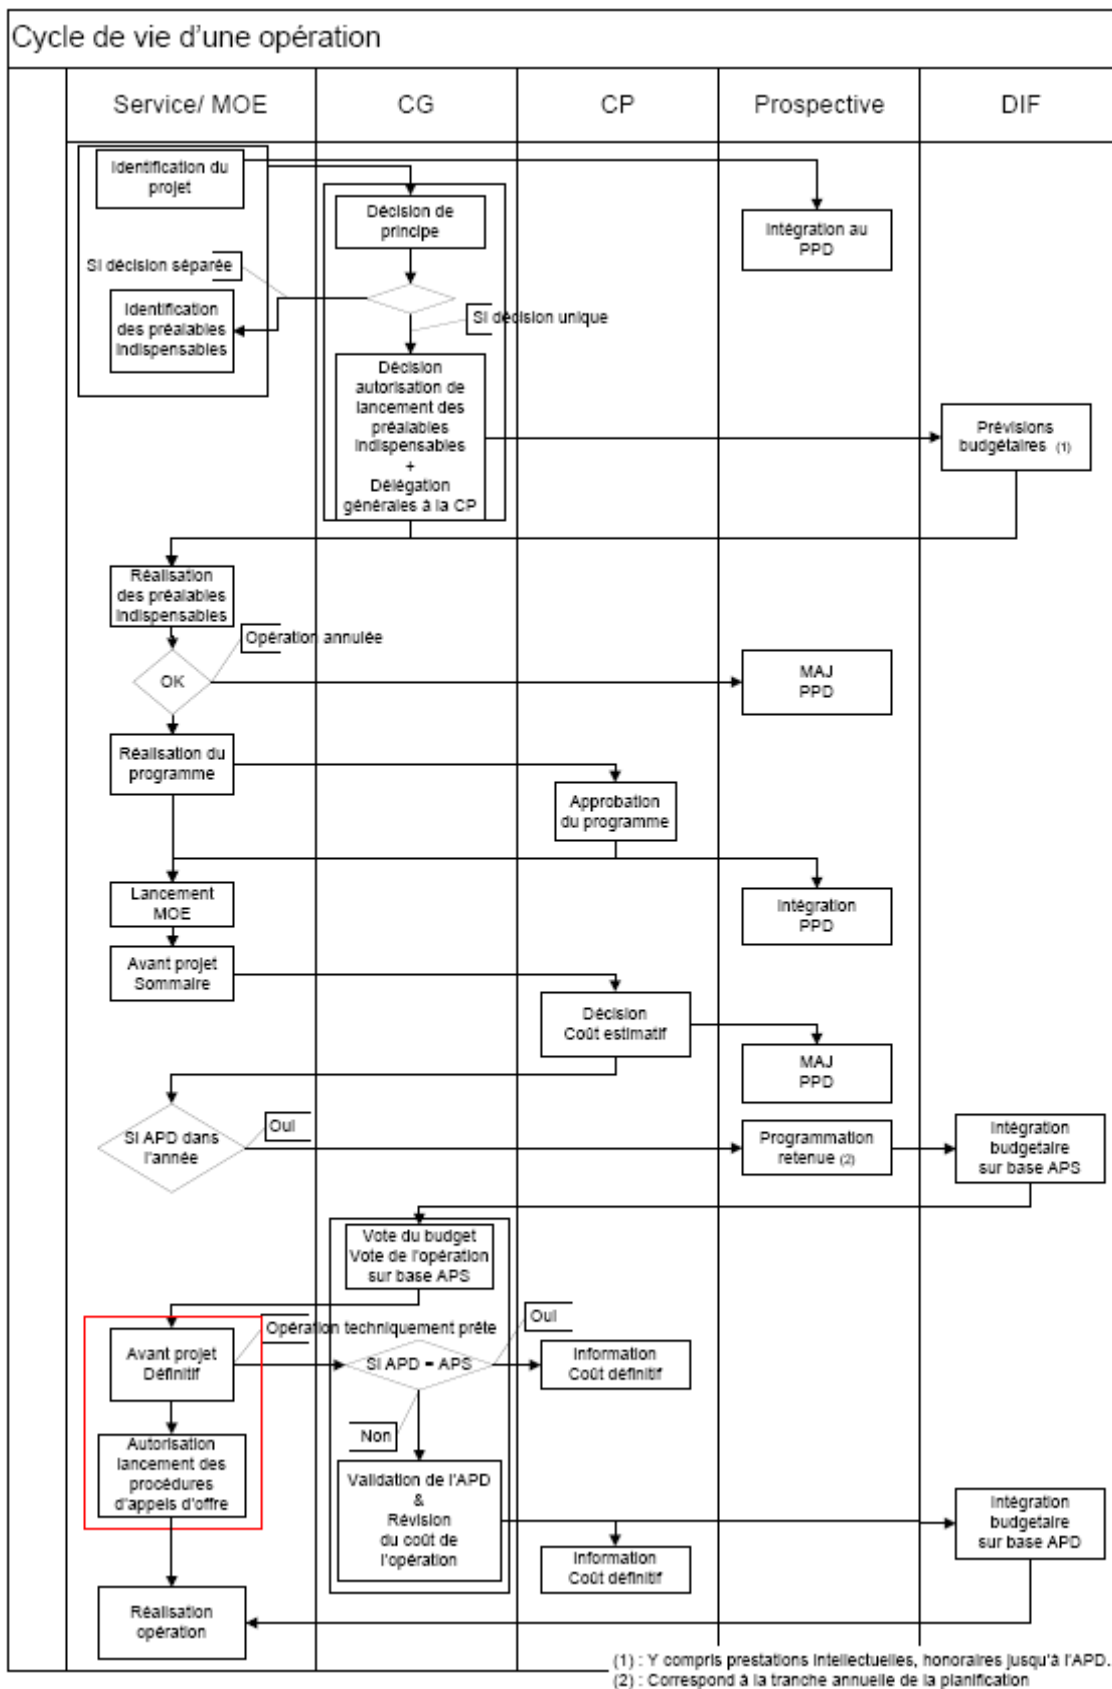 Cycle de vie d'une opération
Service/ MOE
CG
CP
Prospective
DIF
Identification du
projet
Décision de
principe
Intégration au
PPD
Si décision séparée
Identification
des préalables
indispensables
Si décision unique
Décision
autorisation de
lancement des
préalables
indispensables
+
Délégation
générales à la CP
Prévisions
budgétaires (1)
Réalisation
des préalables
indispensables
Opération annulée
OK
MAJ
PPD
Réalisation du
programme
Approbation
du programme
Lancement
MOE
Intégration
PPD
Avant projet
Sommaire
Décision
Coût estimatif
MAJ
PPD
Si APD dans
l'année
Oui
Programmation
retenue (2)
Intégration
budgetaire
sur base APS
Vote du budget
Vote de l'opération
sur base APS
Avant projet
Définitif
Opération techniquement prête
Si APD = APS
Oui
Information
Coût définitif
Non
Autorisation
lancement des
procédures
d'appels d'offre
Validation de l'APD
&
Révision
du coût de
l'opération
Information
Coût définitif
Intégration
budgetaire
sur base APD
Réalisation
opération
(1) : Y compris prestations intellectuelles, honoraires jusqu'à l'APD.
(2) : Correspond à la tranche annuelle de la planification